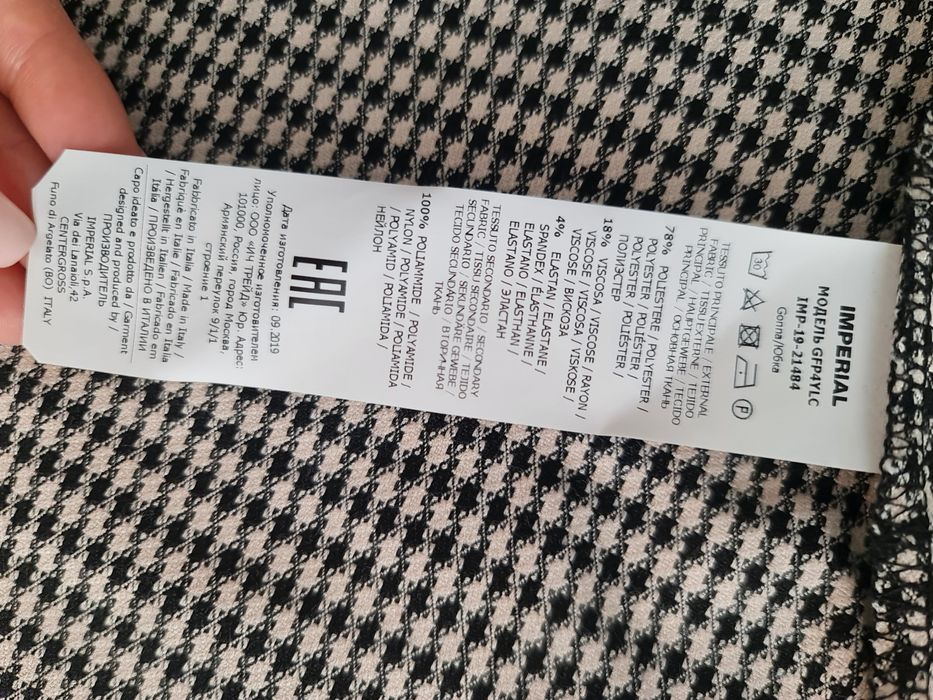 IMPERIAL
МОДЕЛЬ GFP4YLC
IMP-19-21484
Gonna/Юбка
30
P
TESSUTO PRINCIPALE / EXTERNAL
FABRIC / TISSU EXTERNE / TEJIDO
PRINCIPAL / HAUPTGEWEBE / TECIDO
PRINCIPAL / ОСНОВНАЯ ТКАНЬ
78% POLIESTERE / POLYESTER /
POLYESTER / POLIÉSTER /
POLYESTER / POLIÉSTER /
ПОЛИЭСТЕР
18% VISCOSA / VISCOSE / RAYON /
VISCOSE / VISCOSA / VISKOSE /
VISCOSE / ВИСКОЗА
4% ELASTAN / ELASTANE /
SPANDEX / ÉLASTHANNE /
ELASTANO / ELASTHAN /
ELASTANO / ЭЛАСТАН
TESSUTO SECONDARIO / SECONDARY
FABRIC / TISSU SECONDAIRE / TEJIDO
SECUNDARIO / SEKUNDÄRE GEWEBE /
TECIDO SECUNDÁRIO / ВТОРИЧНАЯ
ТКАНЬ
100% POLIAMMIDE / POLYAMIDE /
NYLON / POLYAMIDE / POLIAMIDA
/ POLYAMID / POLIAMIDA /
НЕЙЛОН
EAC
Дата изготовления: 09.2019
Уполномоченное изготовителем
лицо: ООО «ИЧ ТРЕЙД» Юр. Адрес:
101000, Россия, город Москва,
Армянский переулок 9/1/1
строение 1
Fabbricato in Italia / Made in Italy /
Fabriqué en Italie / Fabricado en Italia
/ Hergestellt in Italien / Fabricado em
Itália / ПРОИЗВЕДЕНО В ИТАЛИИ
Capo ideato e prodotto da / Garment
designed and produced by /
ПРОИЗВОДИТЕЛЬ
IMPERIAL S.p.A.
Via dei Lanaioli,42
CENTERGROSS
Funo di Argelato (BO) ITALY